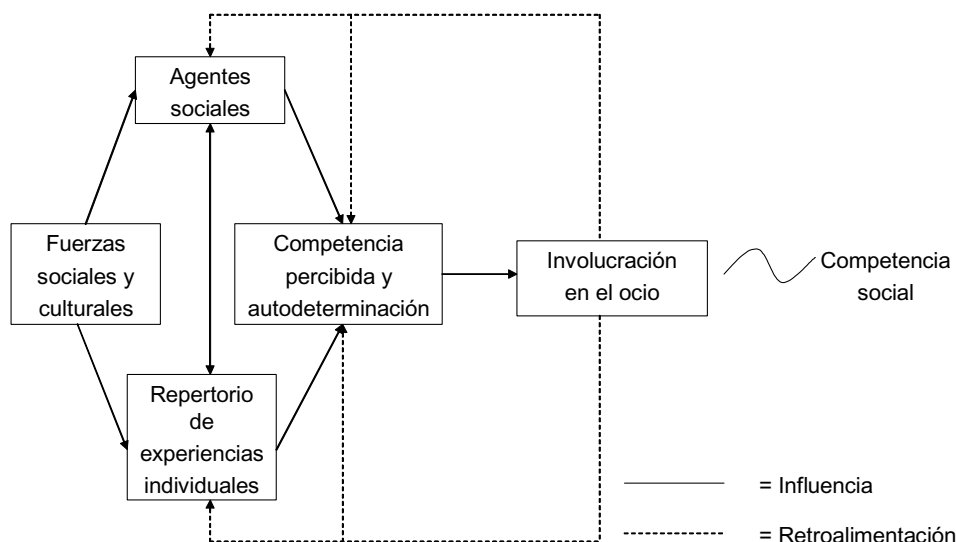 Agentes
sociales
Fuerzas
sociales y
culturales
Competencia
percibida y
autodeterminación
Involucración
en el ocio
Competencia
social
Repertorio
de
experiencias
individuales
= Influencia
= Retroalimentación